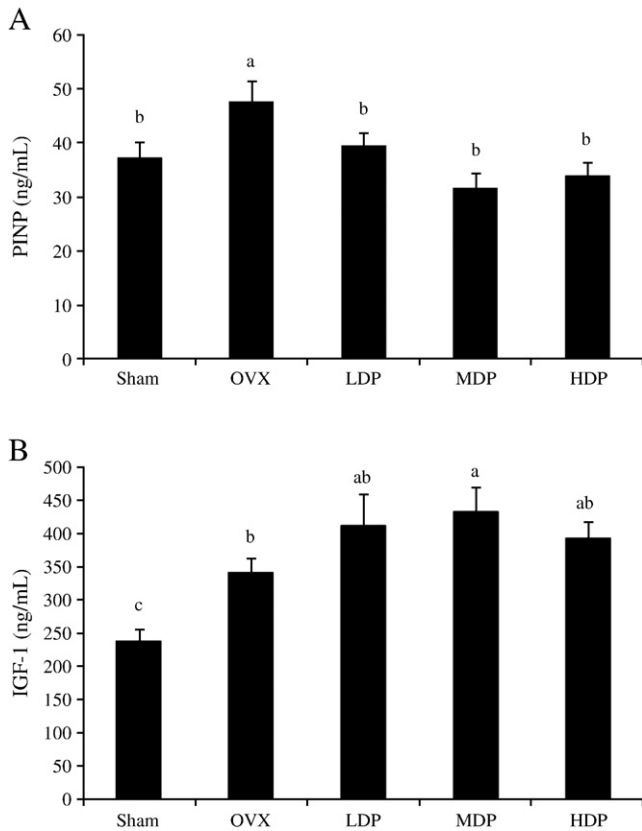 A
60
50
40
30
20
10
0
PINP (ng/mL)
b
a
b
b
b
Sham OVX LDP MDP HDP
B
500
450
400
350
300
250
200
150
100
50
0
IGF-1 (ng/mL)
c
b
ab
a
ab
Sham OVX LDP MDP HDP